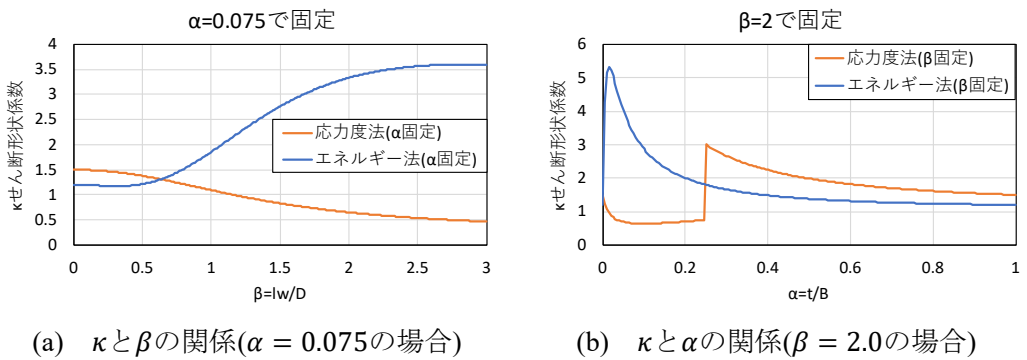 α=0.075で固定
κせん断形状係数
4
3.5
3
2.5
2
1.5
1
0.5
0
応力度法(α固定)
エネルギー法(α固定)
0 0.5 1 1.5 2 2.5 3
β=lw/D
(a) κとβの関係(α = 0.075の場合)
β=2で固定
κせん断形状係数
6
5
4
3
2
1
0
応力度法(β固定)
エネルギー法(β固定)
0 0.2 0.4 0.6 0.8 1
α=t/B
(b) κとαの関係(β = 2.0の場合)